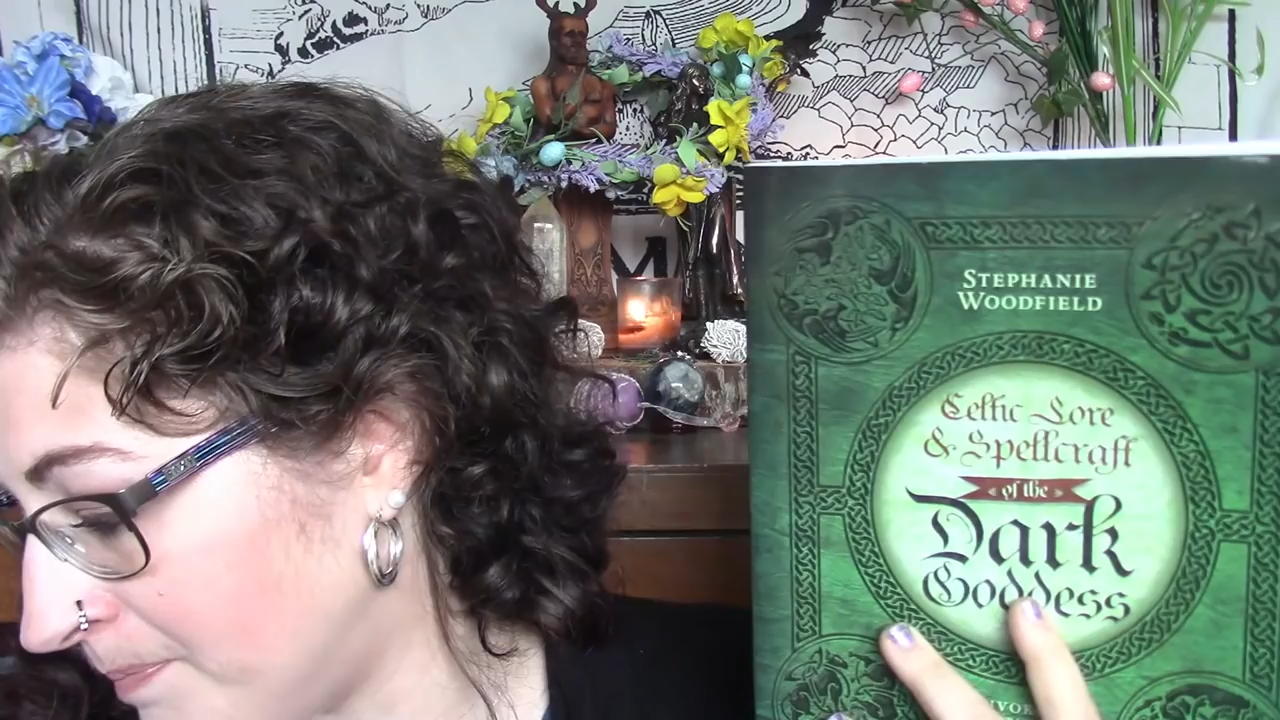 STEPHANIE
WOODFIELD
Celtic Lore
& Spellcraft
of the
Dark
Goddess